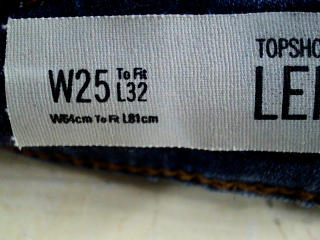 W25 To Fit L32
W64cm To Fit L81cm
TOPSHO
LE